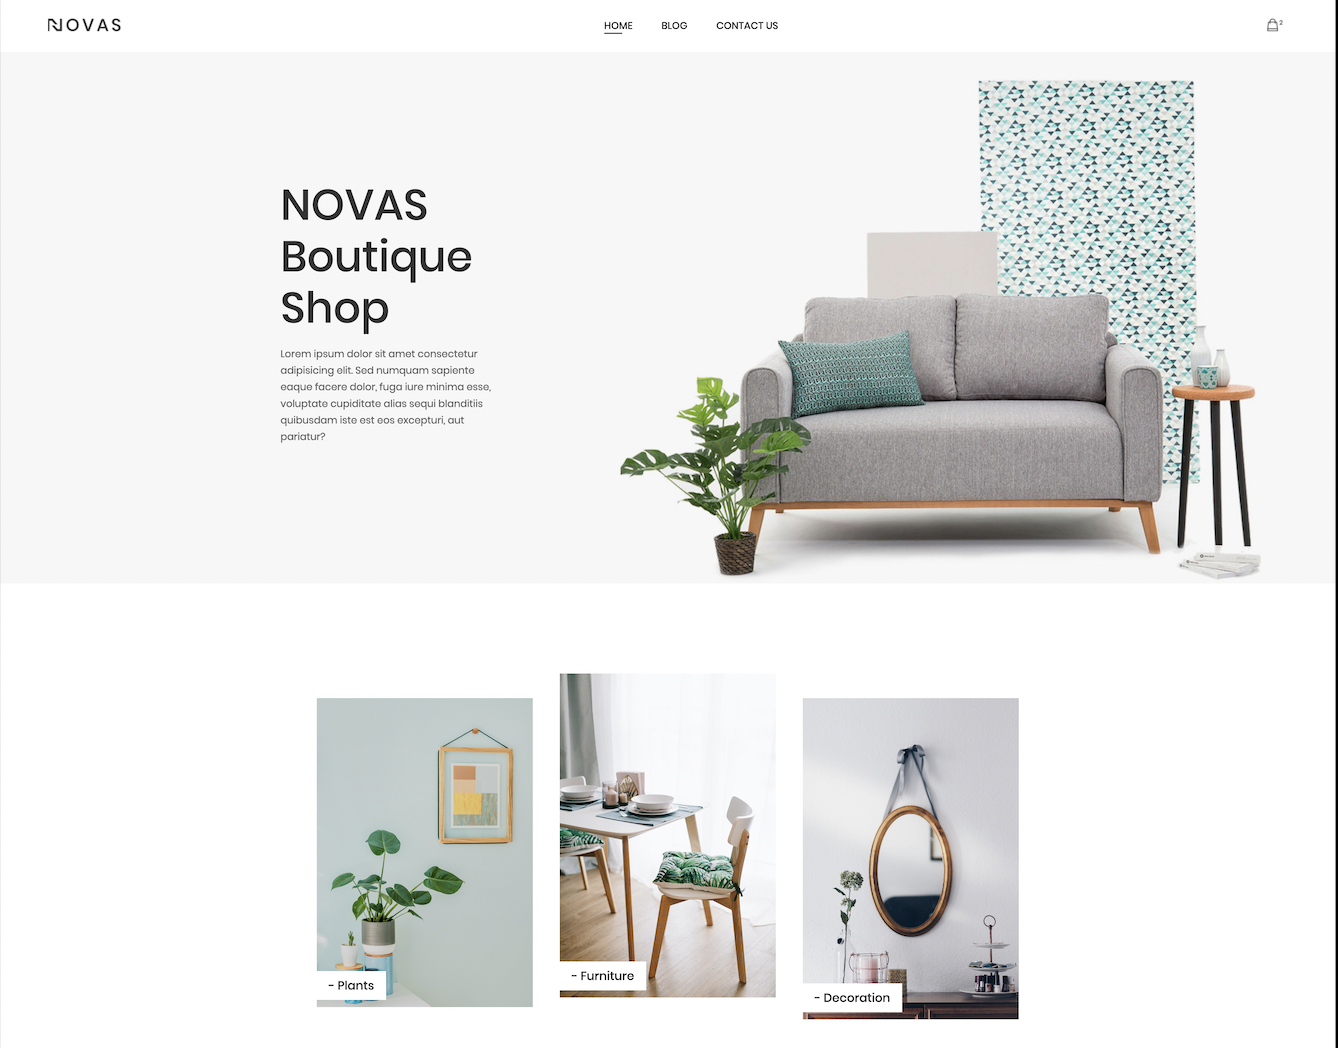 NOVAS
HOME BLOG CONTACT US
2
NOVAS
Boutique
Shop
Lorem ipsum dolor sit amet consectetur
adipisicing elit. Sed numquam sapiente
eaque facere dolor, fuga iure minima esse,
voluptate cupiditate alias sequi blanditiis
quibusdam iste est eos excepturi, aut
pariatur?
- Plants
- Furniture
- Decoration